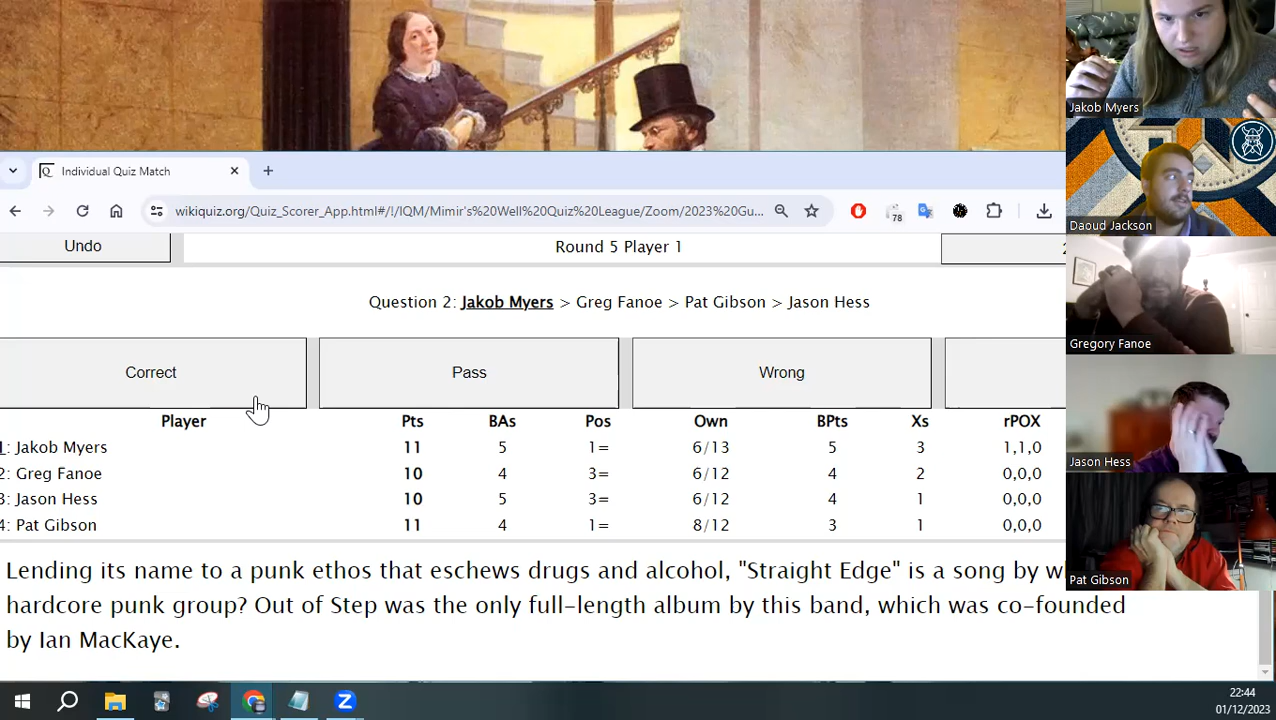 Jakob Myers
Individual Quiz Match
wikiquiz.org/Quiz_Scorer_App.html#/!/IQM/Mimir's%20Well%20Quiz%20League/Zoom/2023%20Gu...
78
Daoud Jackson
Undo
Round 5 Player 1
2
Question 2: Jakob Myers > Greg Fanoe > Pat Gibson > Jason Hess
Gregory Fanoe
Correct
Pass
Wrong
Player Pts BAs Pos Own BPts Xs rPOX
1: Jakob Myers 11 5 1= 6/13 5 3 1,1,0
2: Greg Fanoe 10 4 3= 6/12 4 2 0,0,0
Jason Hess
3: Jason Hess 10 5 3= 6/12 4 1 0,0,0
4: Pat Gibson 11 4 1= 8/12 3 1 0,0,0
Pat Gibson
Lending its name to a punk ethos that eschews drugs and alcohol, "Straight Edge" is a song by w
hardcore punk group? Out of Step was the only full-length album by this band, which was co-founded
by Ian MacKaye.
22:44
01/12/2023